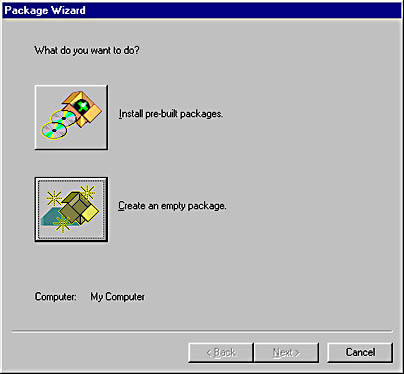 Package Wizard
What do you want to do?
Install pre-built packages.
Create an empty package.
Computer: My Computer
< Back Next > Cancel